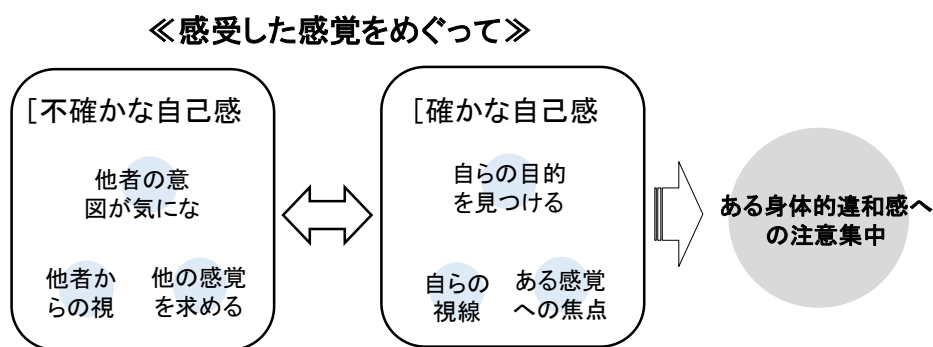 ≪感受した感覚をめぐって≫
[不確かな自己感
他者の意
図が気にな
他者か
らの視
他の感覚
を求める
[確かな自己感
自らの目的
を見つける
自らの
視線
ある感覚
への焦点
ある身体的違和感へ
の注意集中